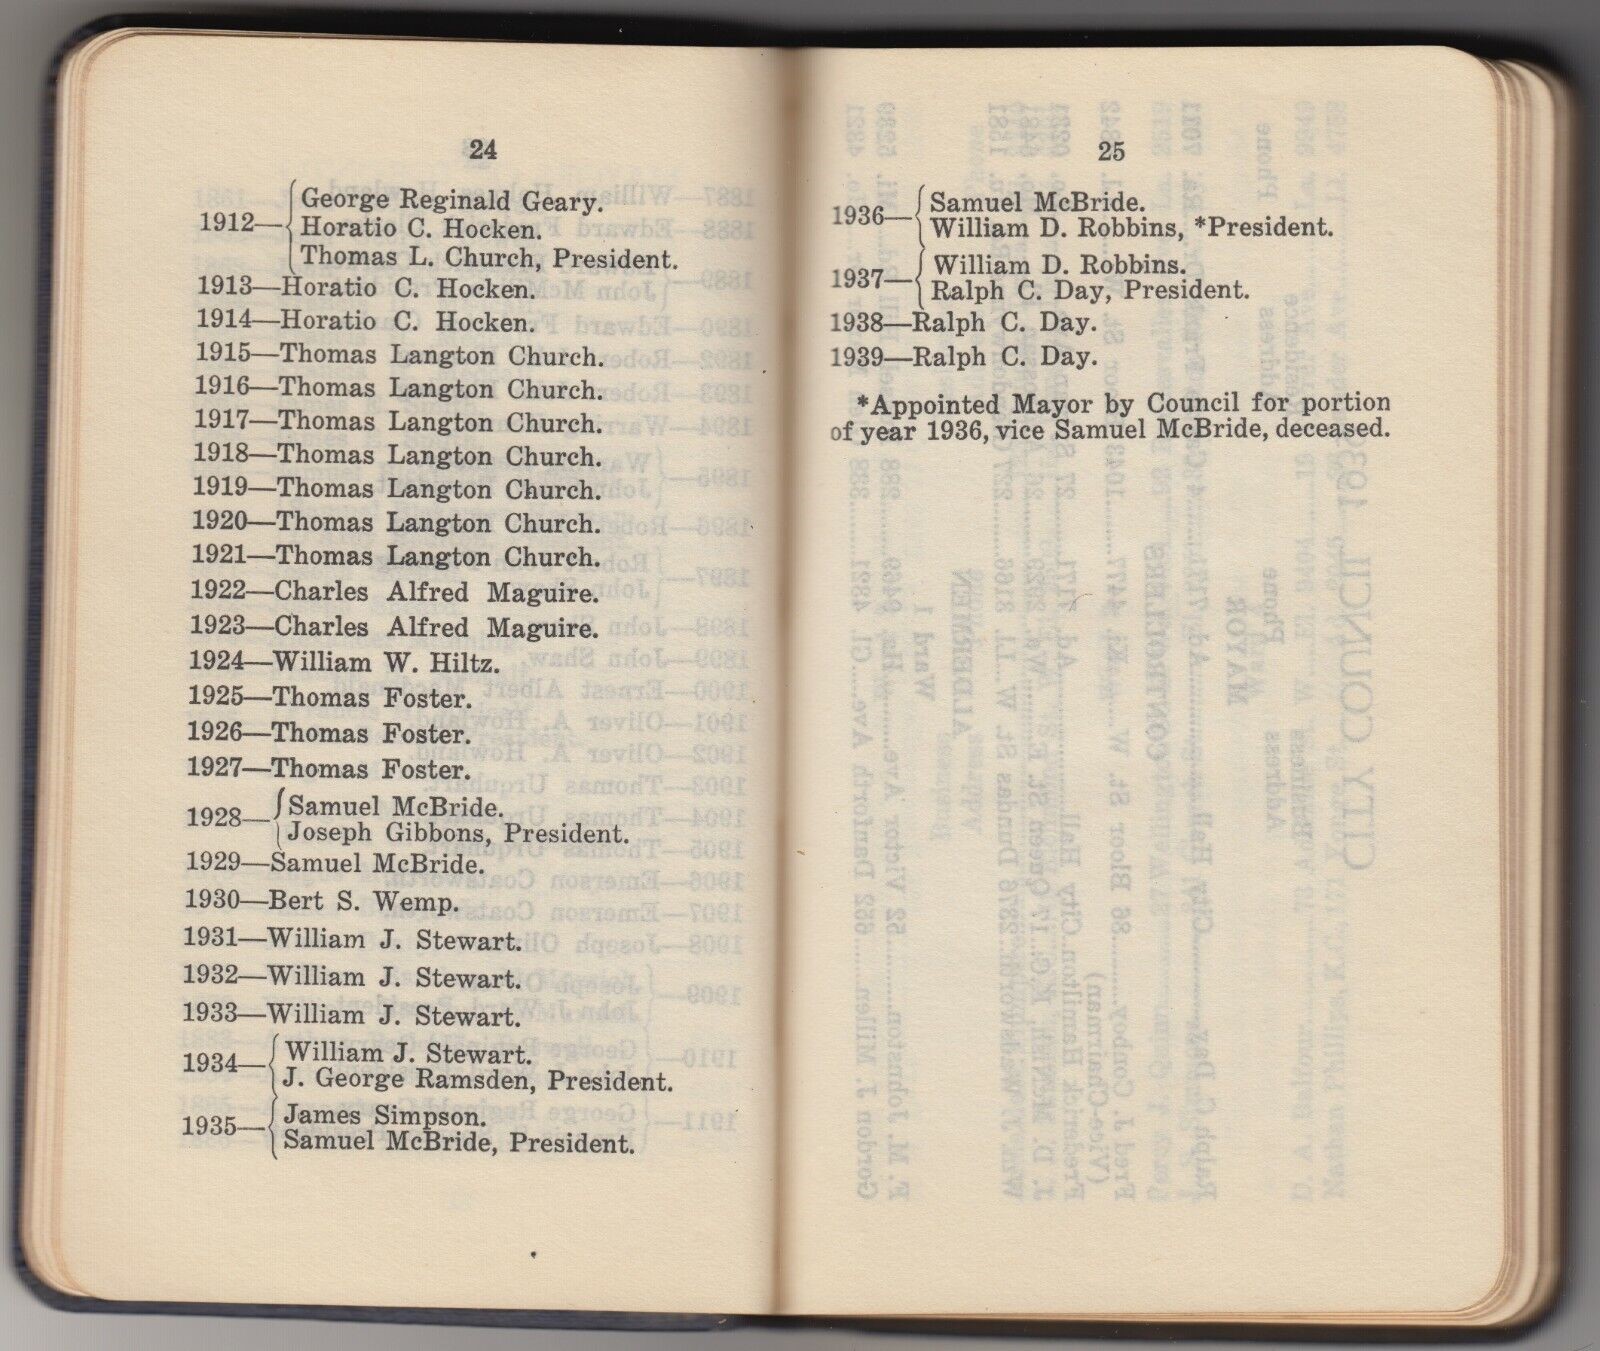 24
1912—George Reginald Geary.
Horatio C. Hocken.
Thomas L. Church, President.
1913—Horatio C. Hocken.
1914—Horatio C. Hocken.
1915—Thomas Langton Church.
1916—Thomas Langton Church.
1917—Thomas Langton Church.
1918—Thomas Langton Church.
1919—Thomas Langton Church.
1920—Thomas Langton Church.
1921—Thomas Langton Church.
1922—Charles Alfred Maguire.
1923—Charles Alfred Maguire.
1924—William W. Hiltz.
1925—Thomas Foster.
1926—Thomas Foster.
1927—Thomas Foster.
1928—Samuel McBride.
Joseph Gibbons, President.
1929—Samuel McBride.
1930—Bert S. Wemp.
1931—William J. Stewart.
1932—William J. Stewart.
1933—William J. Stewart.
1934—William J. Stewart.
J. George Ramsden, President.
1935—James Simpson.
Samuel McBride, President.
25
1936—Samuel McBride.
William D. Robbins, *President.
1937—William D. Robbins.
Ralph C. Day, President.
1938—Ralph C. Day.
1939—Ralph C. Day.
*Appointed Mayor by Council for portion
of year 1936, vice Samuel McBride, deceased.